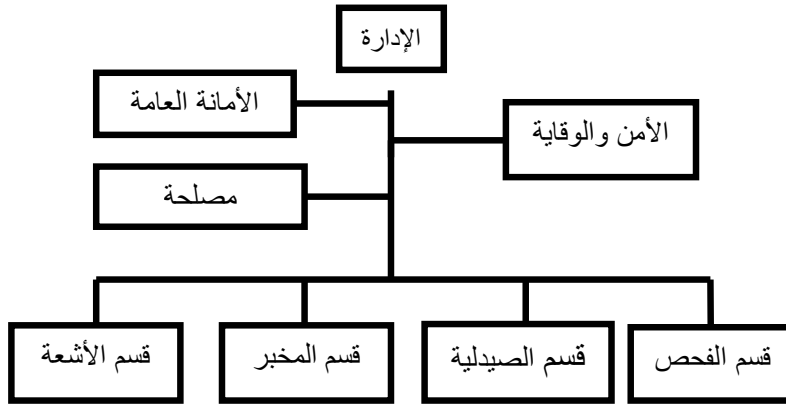 الإدارة
الأمانة العامة
الأمن والوقاية
مصلحة
قسم الفحص
قسم الصيدلية
قسم المخبر
قسم الأشعة